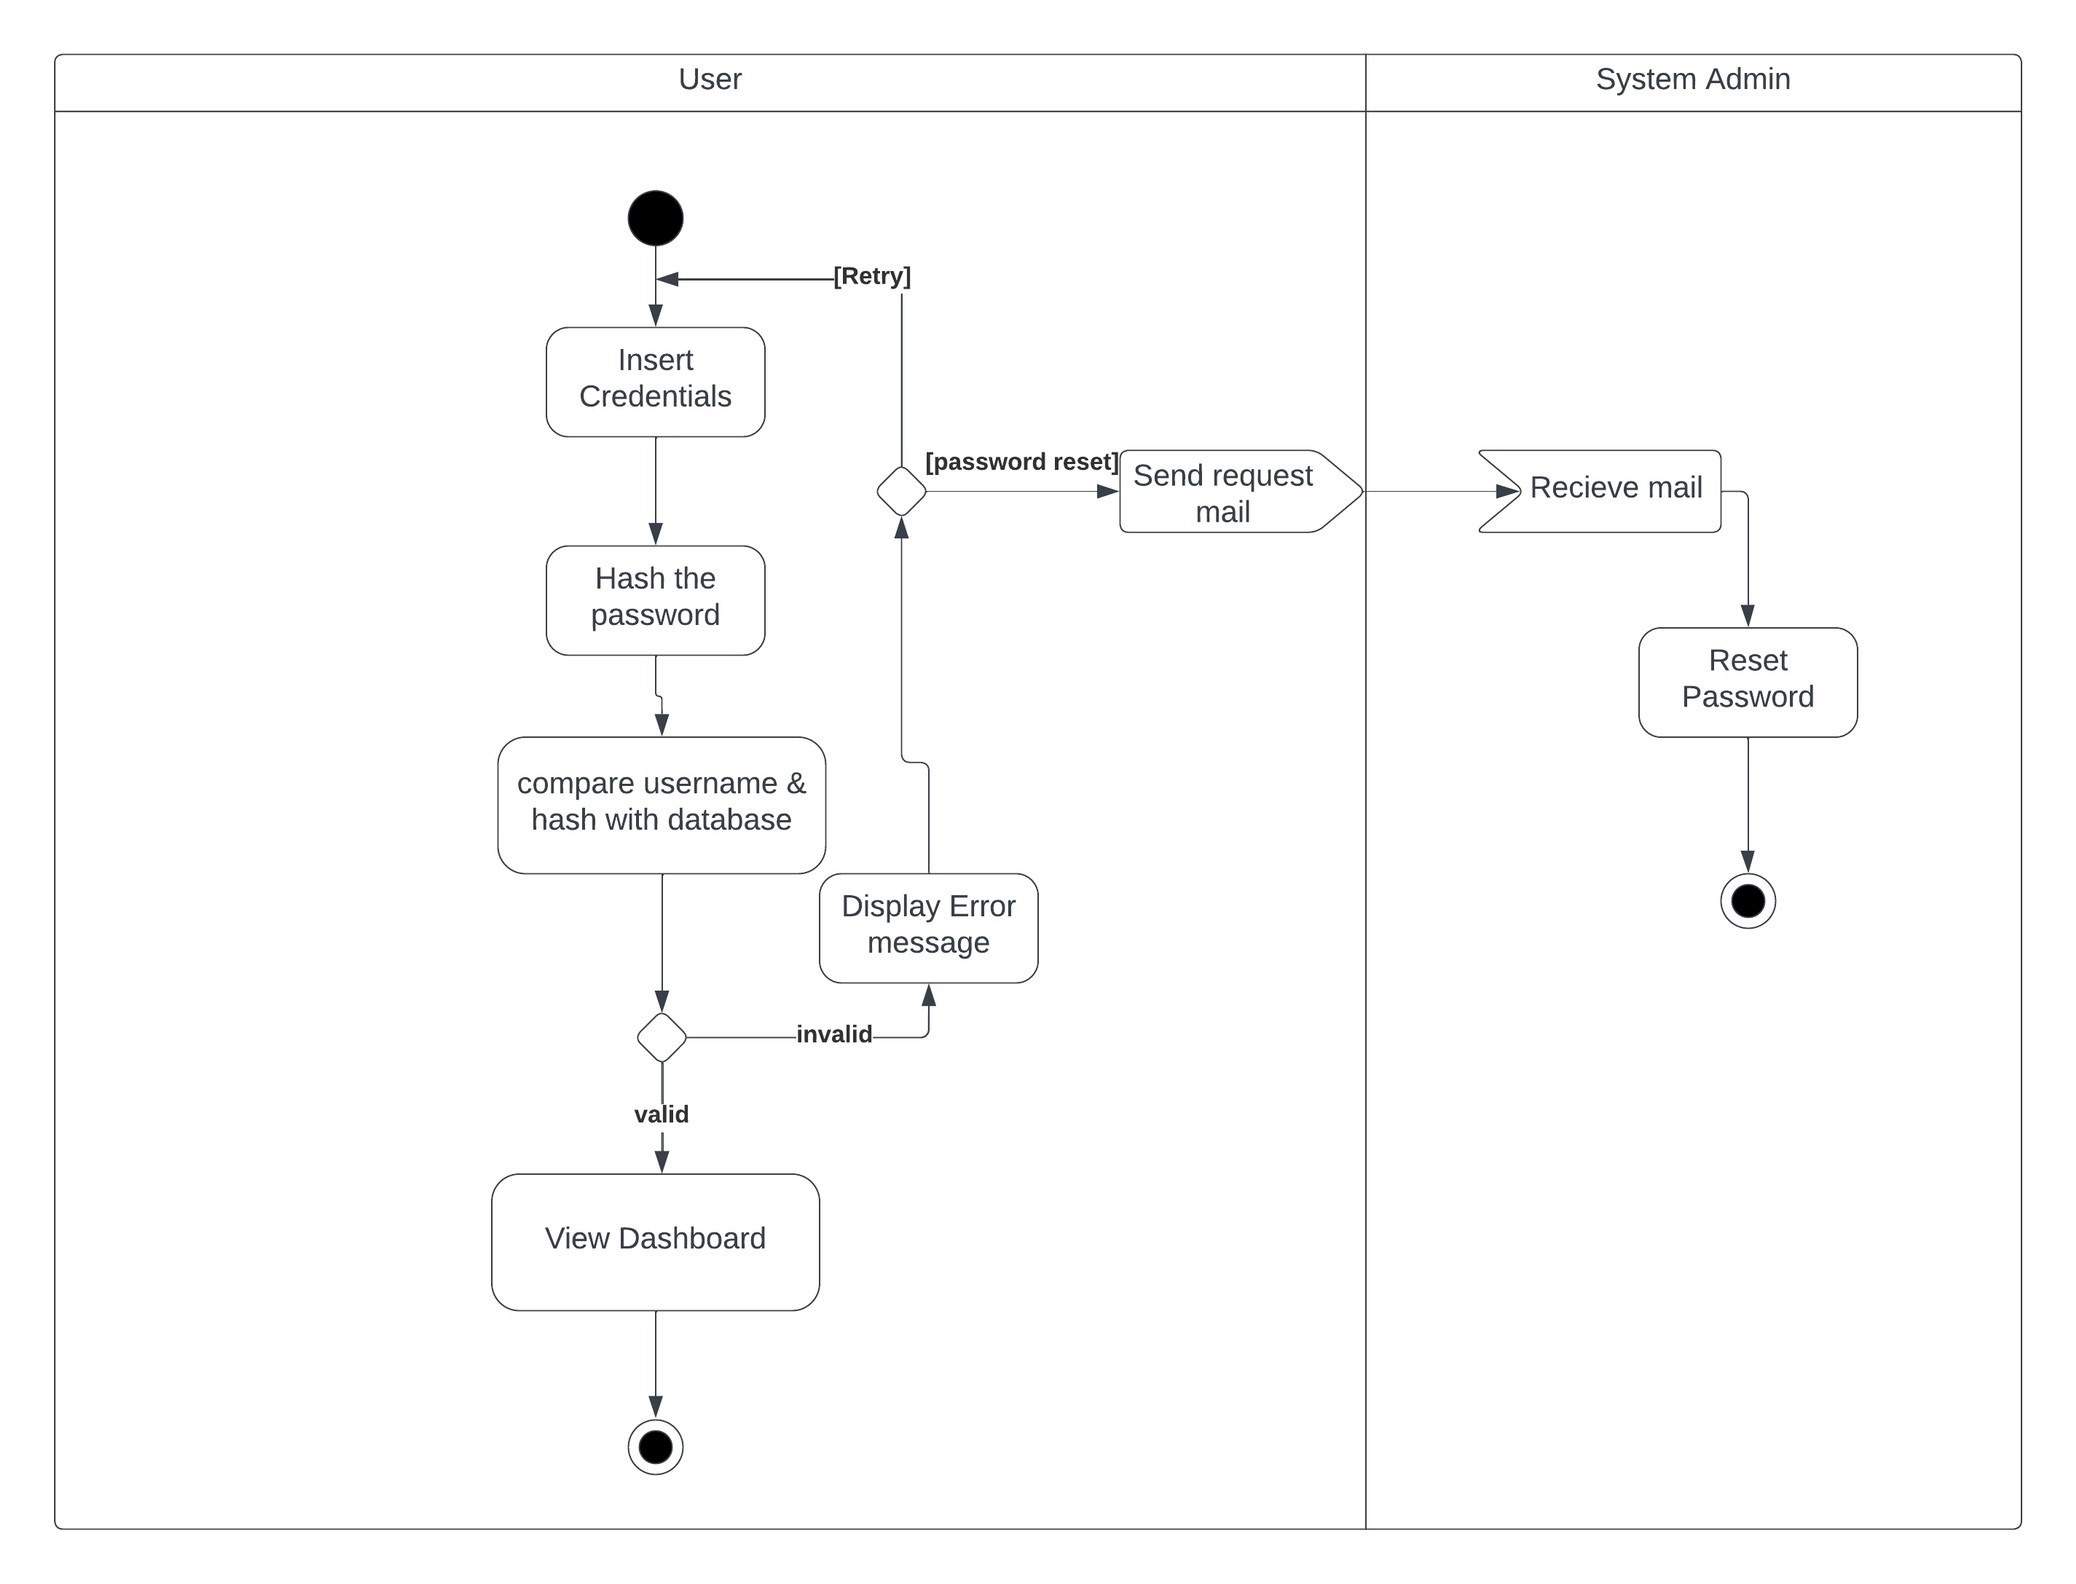 User
System Admin
[Retry]
Insert
Credentials
[password reset]
Send request
mail
Recieve mail
Hash the
password
Reset
Password
compare username &
hash with database
Display Error
message
invalid
valid
View Dashboard